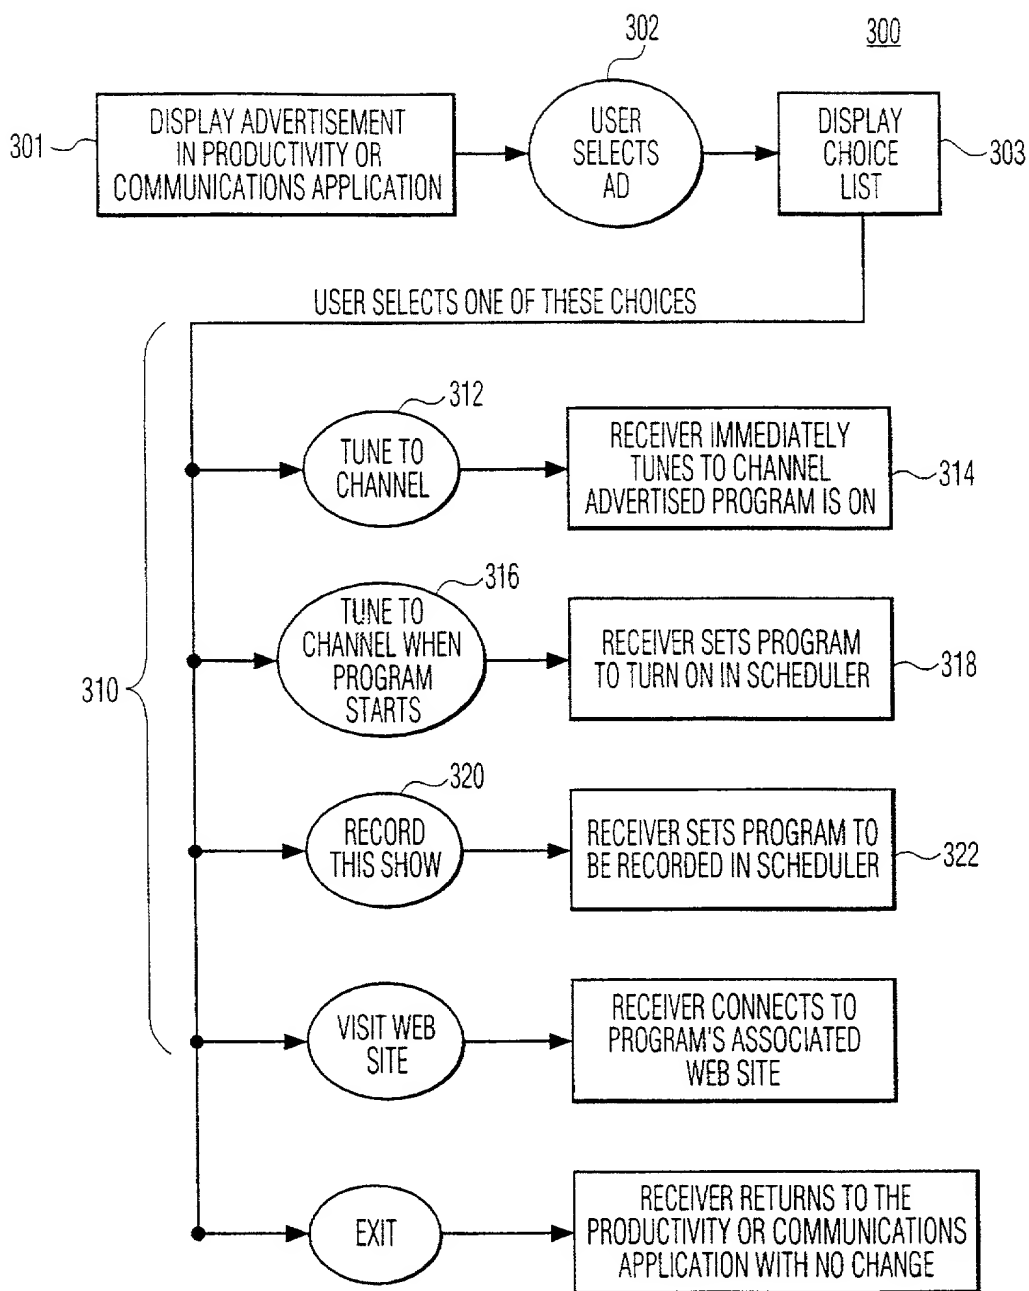 302
300
301
DISPLAY ADVERTISEMENT
IN PRODUCTIVITY OR
COMMUNICATIONS APPLICATION
USER
SELECTS
AD
DISPLAY
CHOICE
LIST
303
USER SELECTS ONE OF THESE CHOICES
310
312
TUNE TO
CHANNEL
RECEIVER IMMEDIATELY
TUNES TO CHANNEL
ADVERTISED PROGRAM IS ON
314
316
TUNE TO
CHANNEL WHEN
PROGRAM
STARTS
RECEIVER SETS PROGRAM
TO TURN ON IN SCHEDULER
318
320
RECORD
THIS SHOW
RECEIVER SETS PROGRAM TO
BE RECORDED IN SCHEDULER
322
VISIT WEB
SITE
RECEIVER CONNECTS TO
PROGRAM'S ASSOCIATED
WEB SITE
EXIT
RECEIVER RETURNS TO THE
PRODUCTIVITY OR COMMUNICATIONS
APPLICATION WITH NO CHANGE